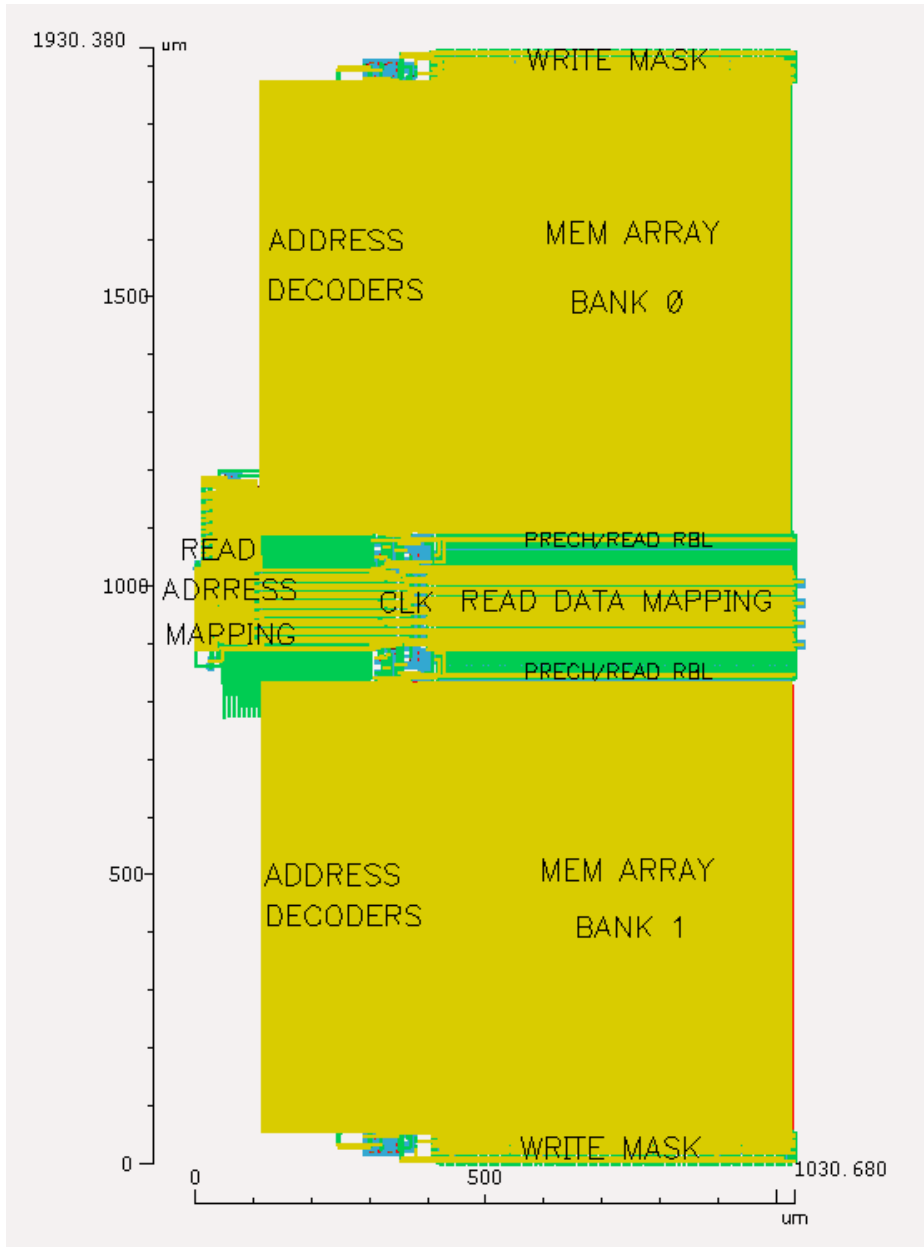 1930.380 um
WRITE MASK
ADDRESS
DECODERS
MEM ARRAY
BANK 0
1500
PRECH/READ RBL
READ
ADRRESS
MAPPING
1000
CLK
READ DATA MAPPING
PRECH/READ RBL
500
ADDRESS
DECODERS
MEM ARRAY
BANK 1
WRITE MASK
0
0
500
1030.680
um